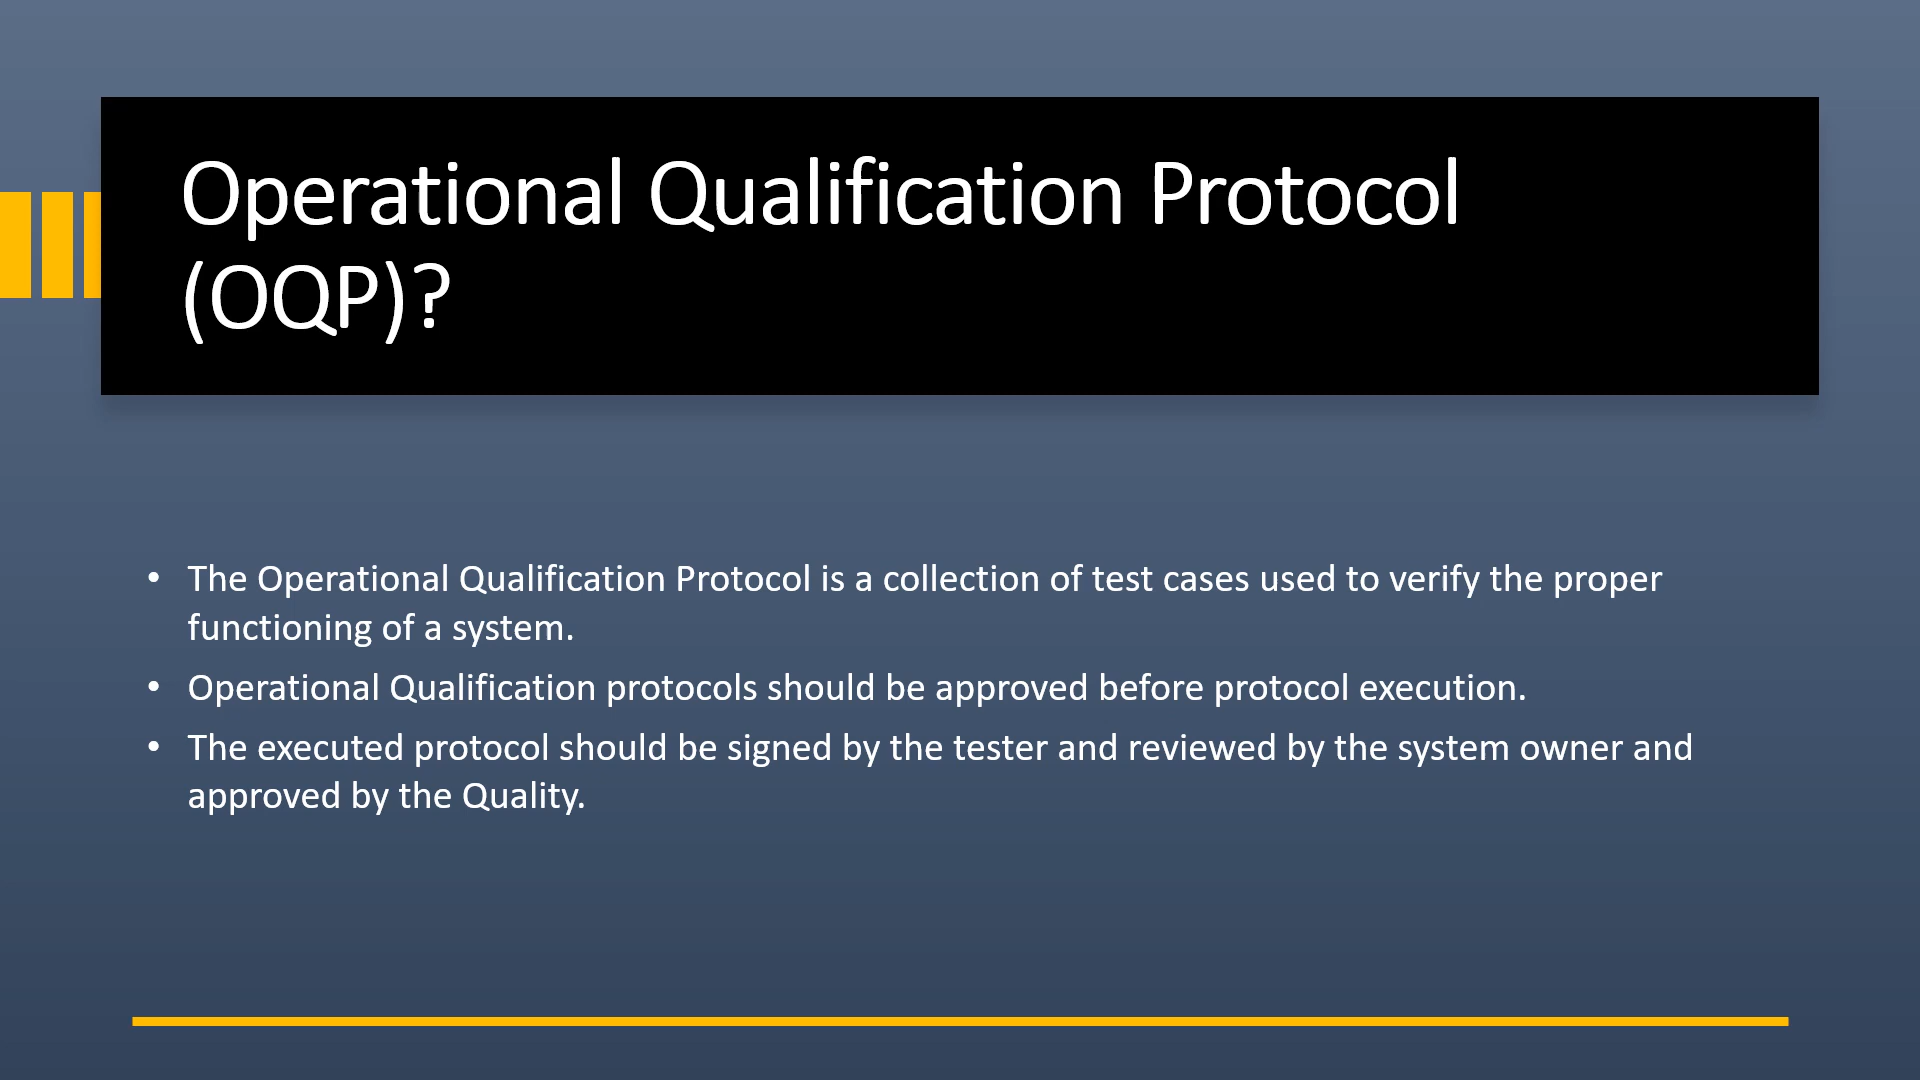 Operational Qualification Protocol
(OQP)?
• The Operational Qualification Protocol is a collection of test cases used to verify the proper
functioning of a system.
• Operational Qualification protocols should be approved before protocol execution.
• The executed protocol should be signed by the tester and reviewed by the system owner and
approved by the Quality.